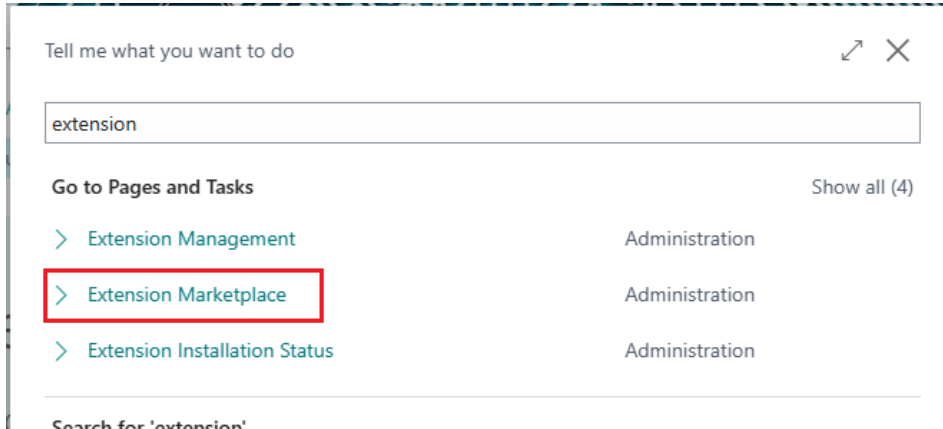 Tell me what you want to do
extension
Go to Pages and Tasks Show all (4)
Extension Management Administration
Extension Marketplace Administration
Extension Installation Status Administration
Search for 'extension'